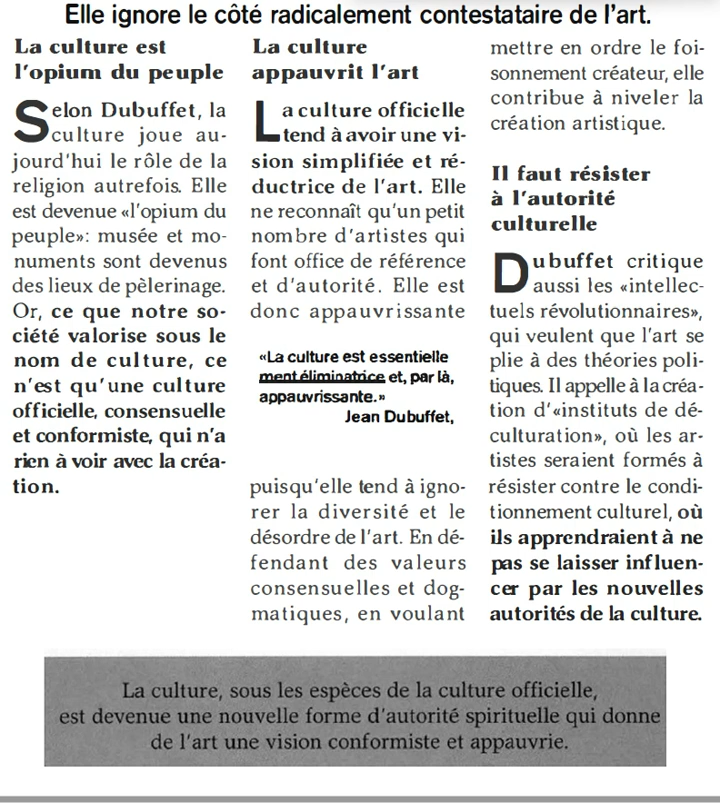 Elle ignore le côté radicalement contestataire de l'art.
La culture est
l'opium du peuple
Selon Dubuffet, la
culture joue au-
jourd'hui le rôle de la
religion autrefois. Elle
est devenue «l'opium du
peuple»: musée et mo-
numents sont devenus
des lieux de pèlerinage.
Or, ce que notre so-
ciété valorise sous le
nom de culture, ce
n'est qu'une culture
officielle, consensuelle
et conformiste, qui n'a
rien à voir avec la créa-
tion.
La culture
appauvrit l'art
La culture officielle
tend à avoir une vi-
sion simplifiée et ré-
ductrice de l'art. Elle
ne reconnaît qu'un petit
nombre d'artistes qui
font office de référence
et d'autorité. Elle est
donc appauvrissante
«La culture est essentielle
ment éliminatrice et, par là,
appauvrissante.»
Jean Dubuffet,
puisqu'elle tend à igno-
rer la diversité et le
désordre de l'art. En dé-
fendant des valeurs
consensuelles et dog-
matiques, en voulant
mettre en ordre le foi-
sonnement créateur, elle
contribue à niveler la
création artistique.
Il faut résister
à l'autorité
culturelle
Dubuffet critique
aussi les «intellec-
tuels révolutionnaires»,
qui veulent que l'art se
plie à des théories poli-
tiques. Il appelle à la créa-
tion d'«instituts de dé-
culturation», où les ar-
tistes seraient formés à
résister contre le condi-
tionnement culturel, où
ils apprendraient à ne
pas se laisser influen-
cer par les nouvelles
autorités de la culture.
La culture, sous les espèces de la culture officielle,
est devenue une nouvelle forme d'autorité spirituelle qui donne
de l'art une vision conformiste et appauvrie.